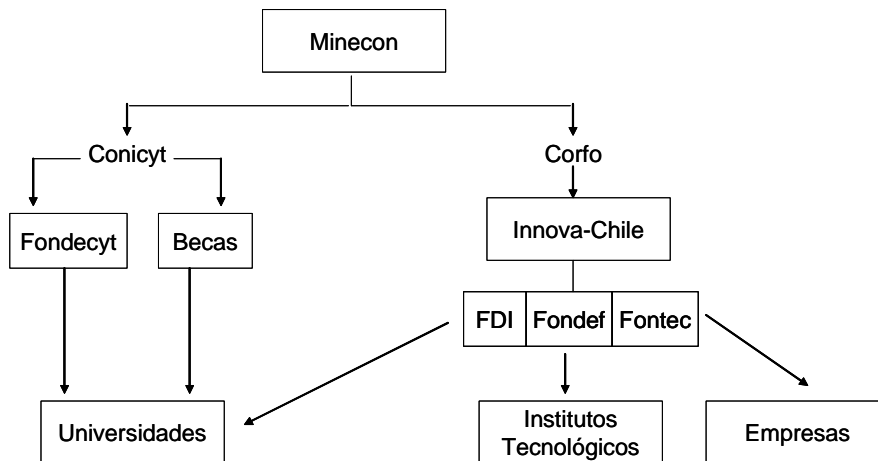 Minecon
Conicyt
Corfo
Fondecyt
Becas
Innova-Chile
FDI
Fondef
Fontec
Universidades
Institutos
Tecnológicos
Empresas